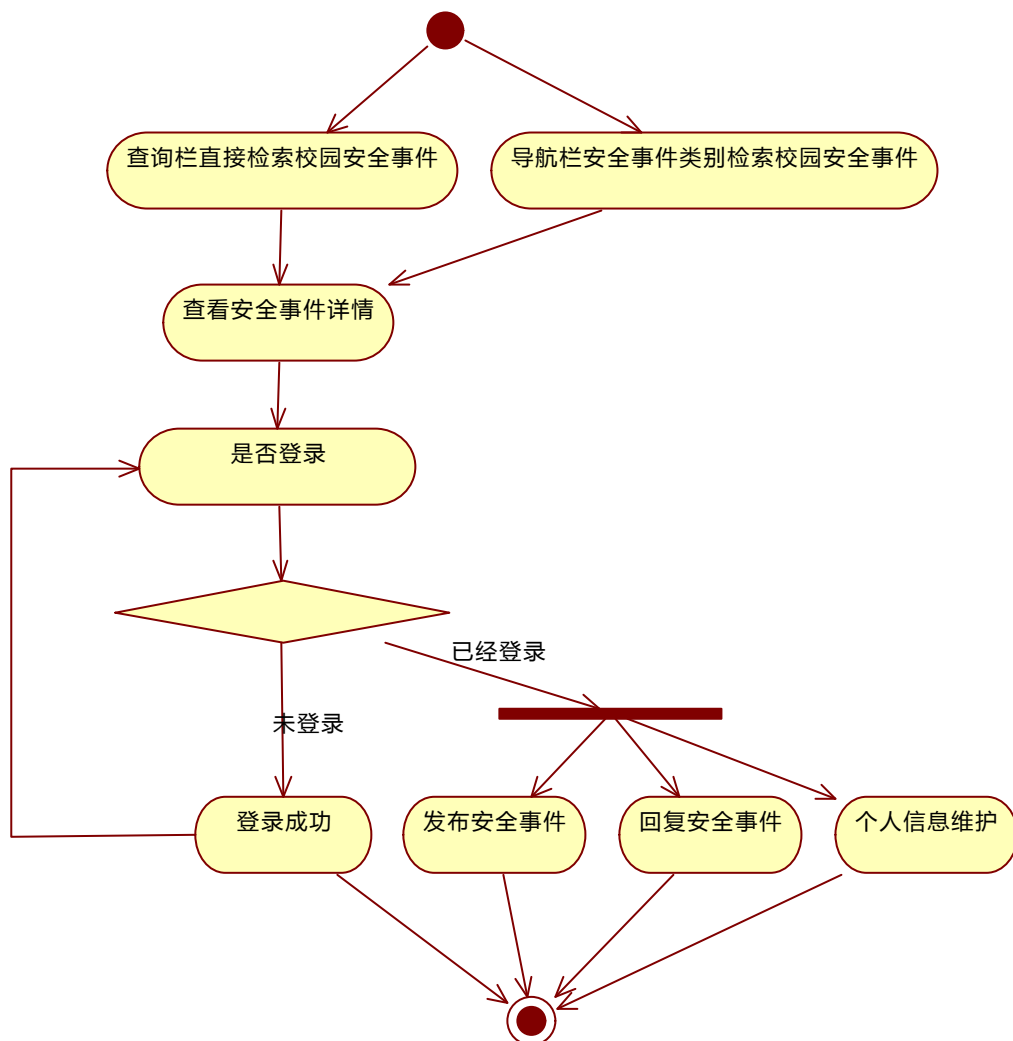 查询栏直接检索校园安全事件
导航栏安全事件类别检索校园安全事件
查看安全事件详情
是否登录
已经登录
未登录
登录成功
发布安全事件
回复安全事件
个人信息维护